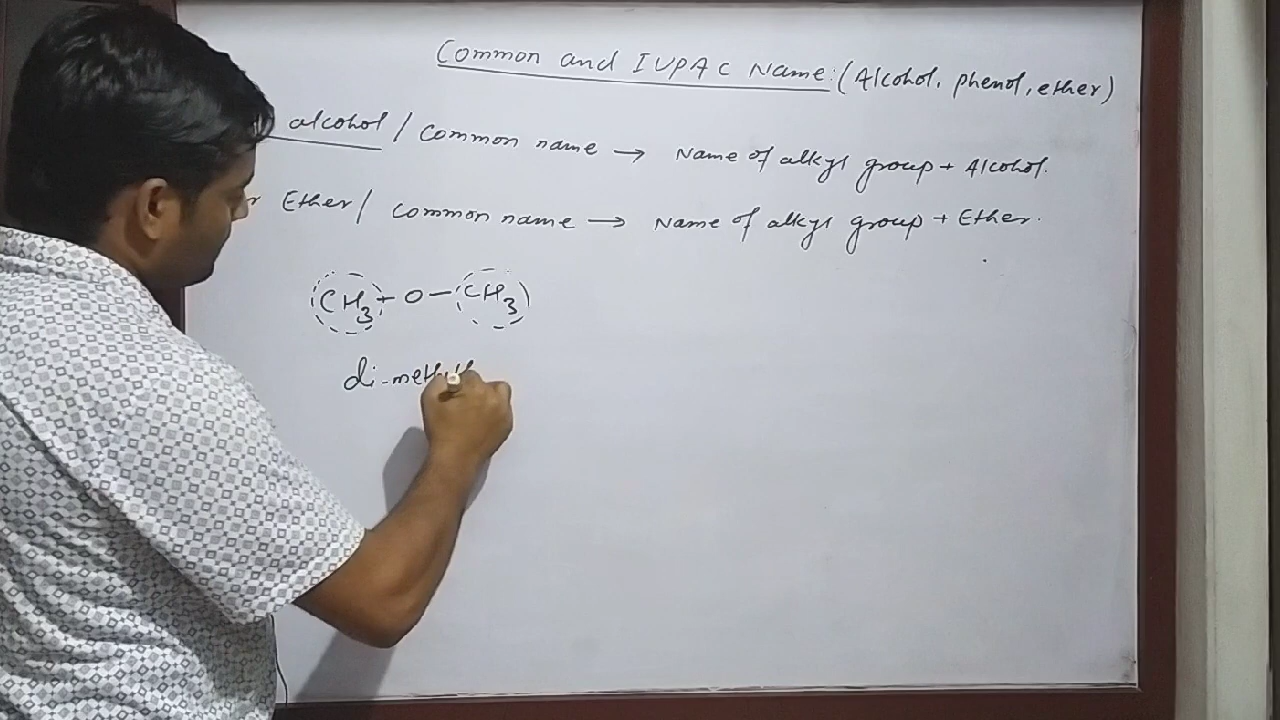 Common and IUPAC Name: (Alcohol, phenol, ether)
alcohol / Common name → Name of alkyl group + Alcohol.
r Ether / Common name → Name of alkyl group + Ether.
CH3 - O - CH3
di-meth